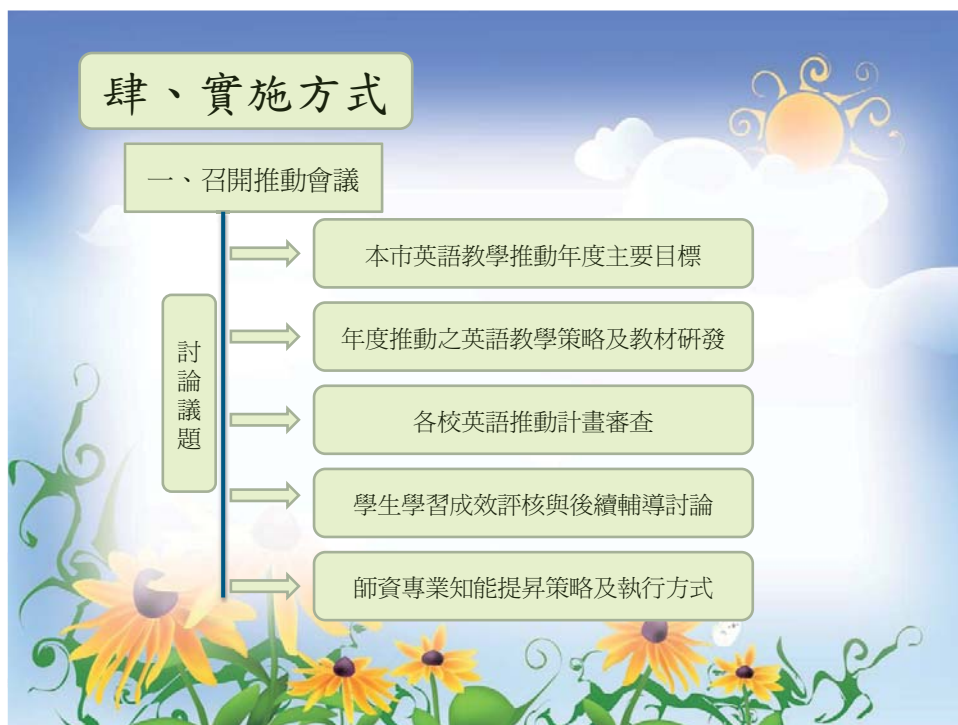 肆、實施方式
一、召開推動會議
討論議題
本市英語教學推動年度主要目標
年度推動之英語教學策略及教材研發
各校英語推動計畫審查
學生學習成效評核與後續輔導討論
師資專業知能提昇策略及執行方式